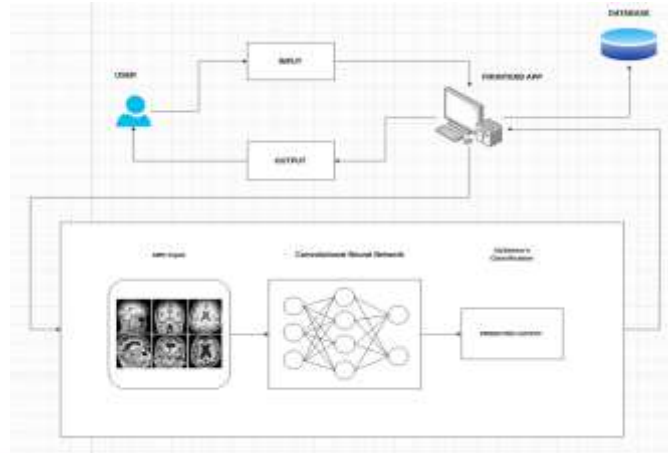 DATABASE
INPUT
USER
FRONTEND APP
OUTPUT
MRI Input
Convolutional Neural Network
Alzheimer's
Classification